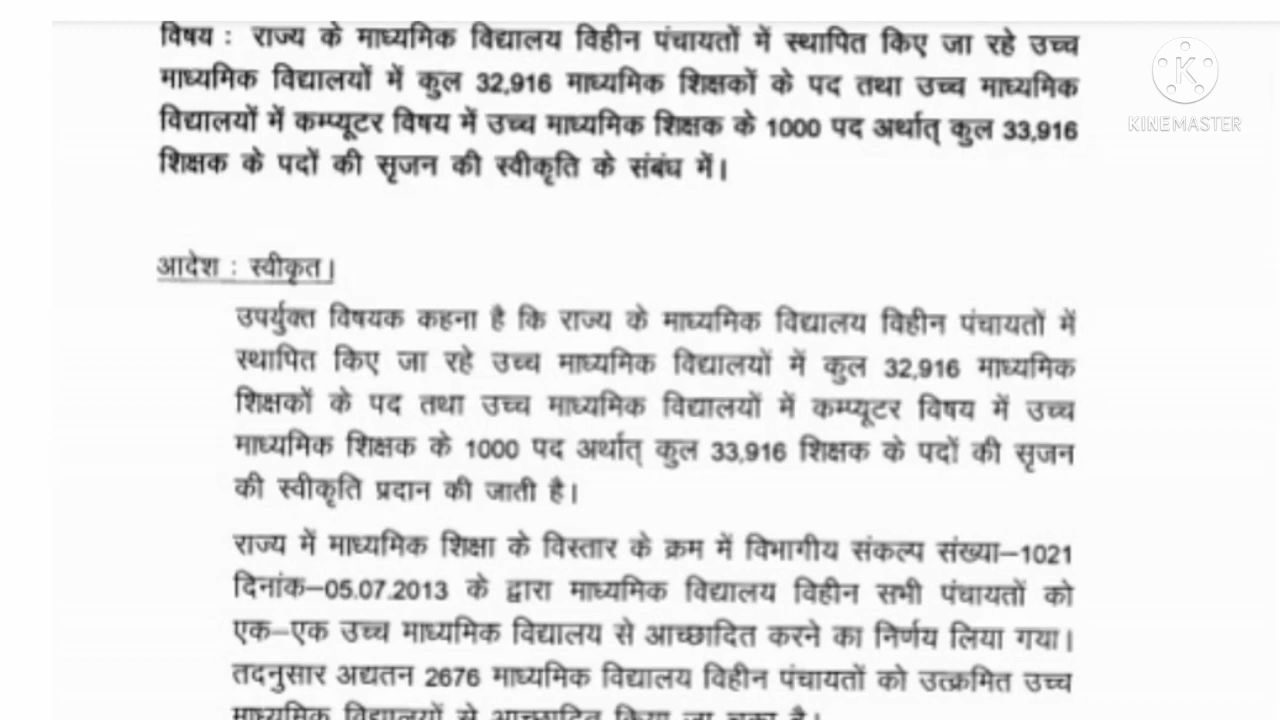 विषय : राज्य के माध्यमिक विद्यालय विहीन पंचायतों में स्थापित किए जा रहे उच्च
माध्यमिक विद्यालयों में कुल 32,916 माध्यमिक शिक्षकों के पद तथा उच्च माध्यमिक
विद्यालयों में कम्प्यूटर विषय में उच्च माध्यमिक शिक्षक के 1000 पद अर्थात् कुल 33,916
शिक्षक के पदों की सृजन की स्वीकृति के संबंध में।
KINEMASTER
आदेश : स्वीकृत।
उपर्युक्त विषयक कहना है कि राज्य के माध्यमिक विद्यालय विहीन पंचायतों में
स्थापित किए जा रहे उच्च माध्यमिक विद्यालयों में कुल 32,916 माध्यमिक
शिक्षकों के पद तथा उच्च माध्यमिक विद्यालयों में कम्प्यूटर विषय में उच्च
माध्यमिक शिक्षक के 1000 पद अर्थात् कुल 33,916 शिक्षक के पदों की सृजन
की स्वीकृति प्रदान की जाती है।
राज्य में माध्यमिक शिक्षा के विस्तार के क्रम में विभागीय संकल्प संख्या–1021
दिनांक–05.07.2013 के द्वारा माध्यमिक विद्यालय विहीन सभी पंचायतों को
एक–एक उच्च माध्यमिक विद्यालय से आच्छादित करने का निर्णय लिया गया।
तदनुसार अद्यतन 2676 माध्यमिक विद्यालय विहीन पंचायतों को उत्क्रमित उच्च
माध्यमिक विद्यालयों से आच्छादित किया जा चुका है।